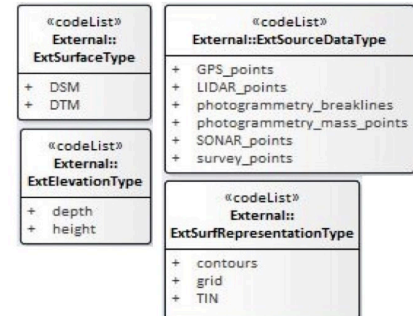 «codeList»
External::
ExtSurfaceType
+ DSM
+ DTM
«codeList»
External::ExtSourceDataType
+ GPS_points
+ LIDAR_points
+ photogrammetry_breaklines
+ photogrammetry_mass_points
+ SONAR_points
+ survey_points
«codeList»
External::
ExtElevationType
+ depth
+ height
«codeList»
External::
ExtSurfRepresentationType
+ contours
+ grid
+ TIN